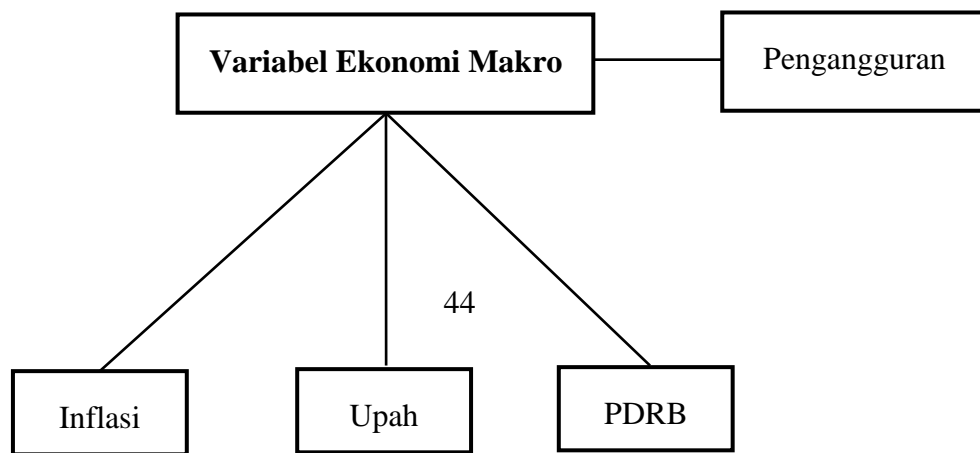 Variabel Ekonomi Makro
Pengangguran
44
Inflasi
Upah
PDRB